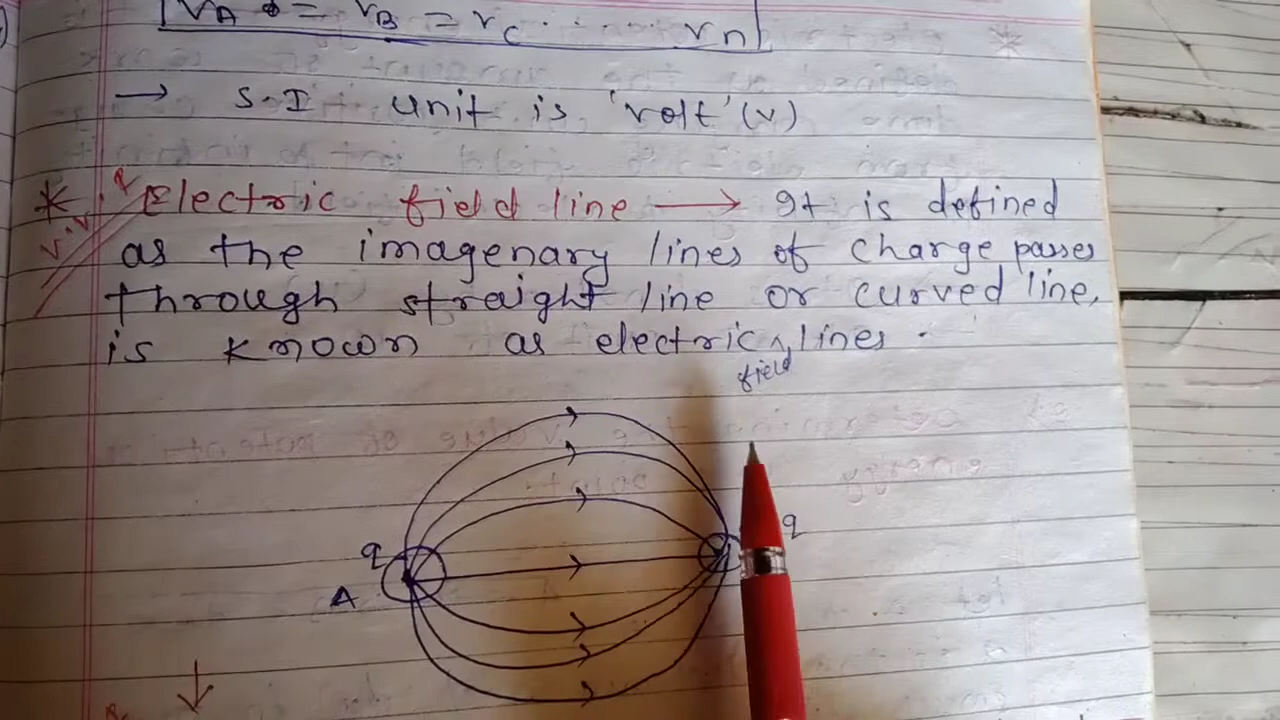 VA = VB = VC . . . . . Vn
→ S.I unit is 'volt' (V)
* V.V. Electric field line → It is defined
as the imagenary lines of charge passes
through straight line or curved line,
is known as electric field lines.
q
q
A